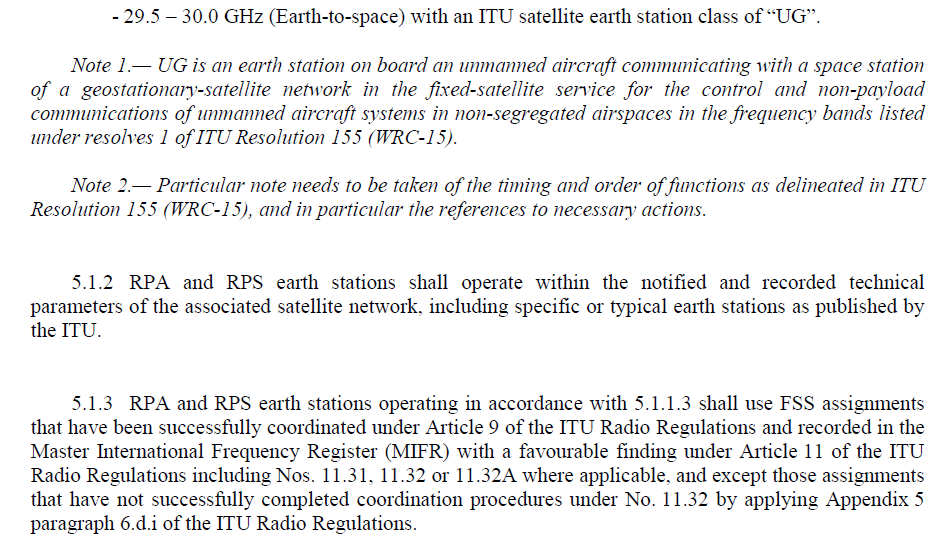 - 29.5 – 30.0 GHz (Earth-to-space) with an ITU satellite earth station class of “UG”.
Note 1.— UG is an earth station on board an unmanned aircraft communicating with a space station
of a geostationary-satellite network in the fixed-satellite service for the control and non-payload
communications of unmanned aircraft systems in non-segregated airspaces in the frequency bands listed
under resolves 1 of ITU Resolution 155 (WRC-15).
Note 2.— Particular note needs to be taken of the timing and order of functions as delineated in ITU
Resolution 155 (WRC-15), and in particular the references to necessary actions.
5.1.2 RPA and RPS earth stations shall operate within the notified and recorded technical
parameters of the associated satellite network, including specific or typical earth stations as published by
the ITU.
5.1.3 RPA and RPS earth stations operating in accordance with 5.1.1.3 shall use FSS assignments
that have been successfully coordinated under Article 9 of the ITU Radio Regulations and recorded in the
Master International Frequency Register (MIFR) with a favourable finding under Article 11 of the ITU
Radio Regulations including Nos. 11.31, 11.32 or 11.32A where applicable, and except those assignments
that have not successfully completed coordination procedures under No. 11.32 by applying Appendix 5
paragraph 6.d.i of the ITU Radio Regulations.